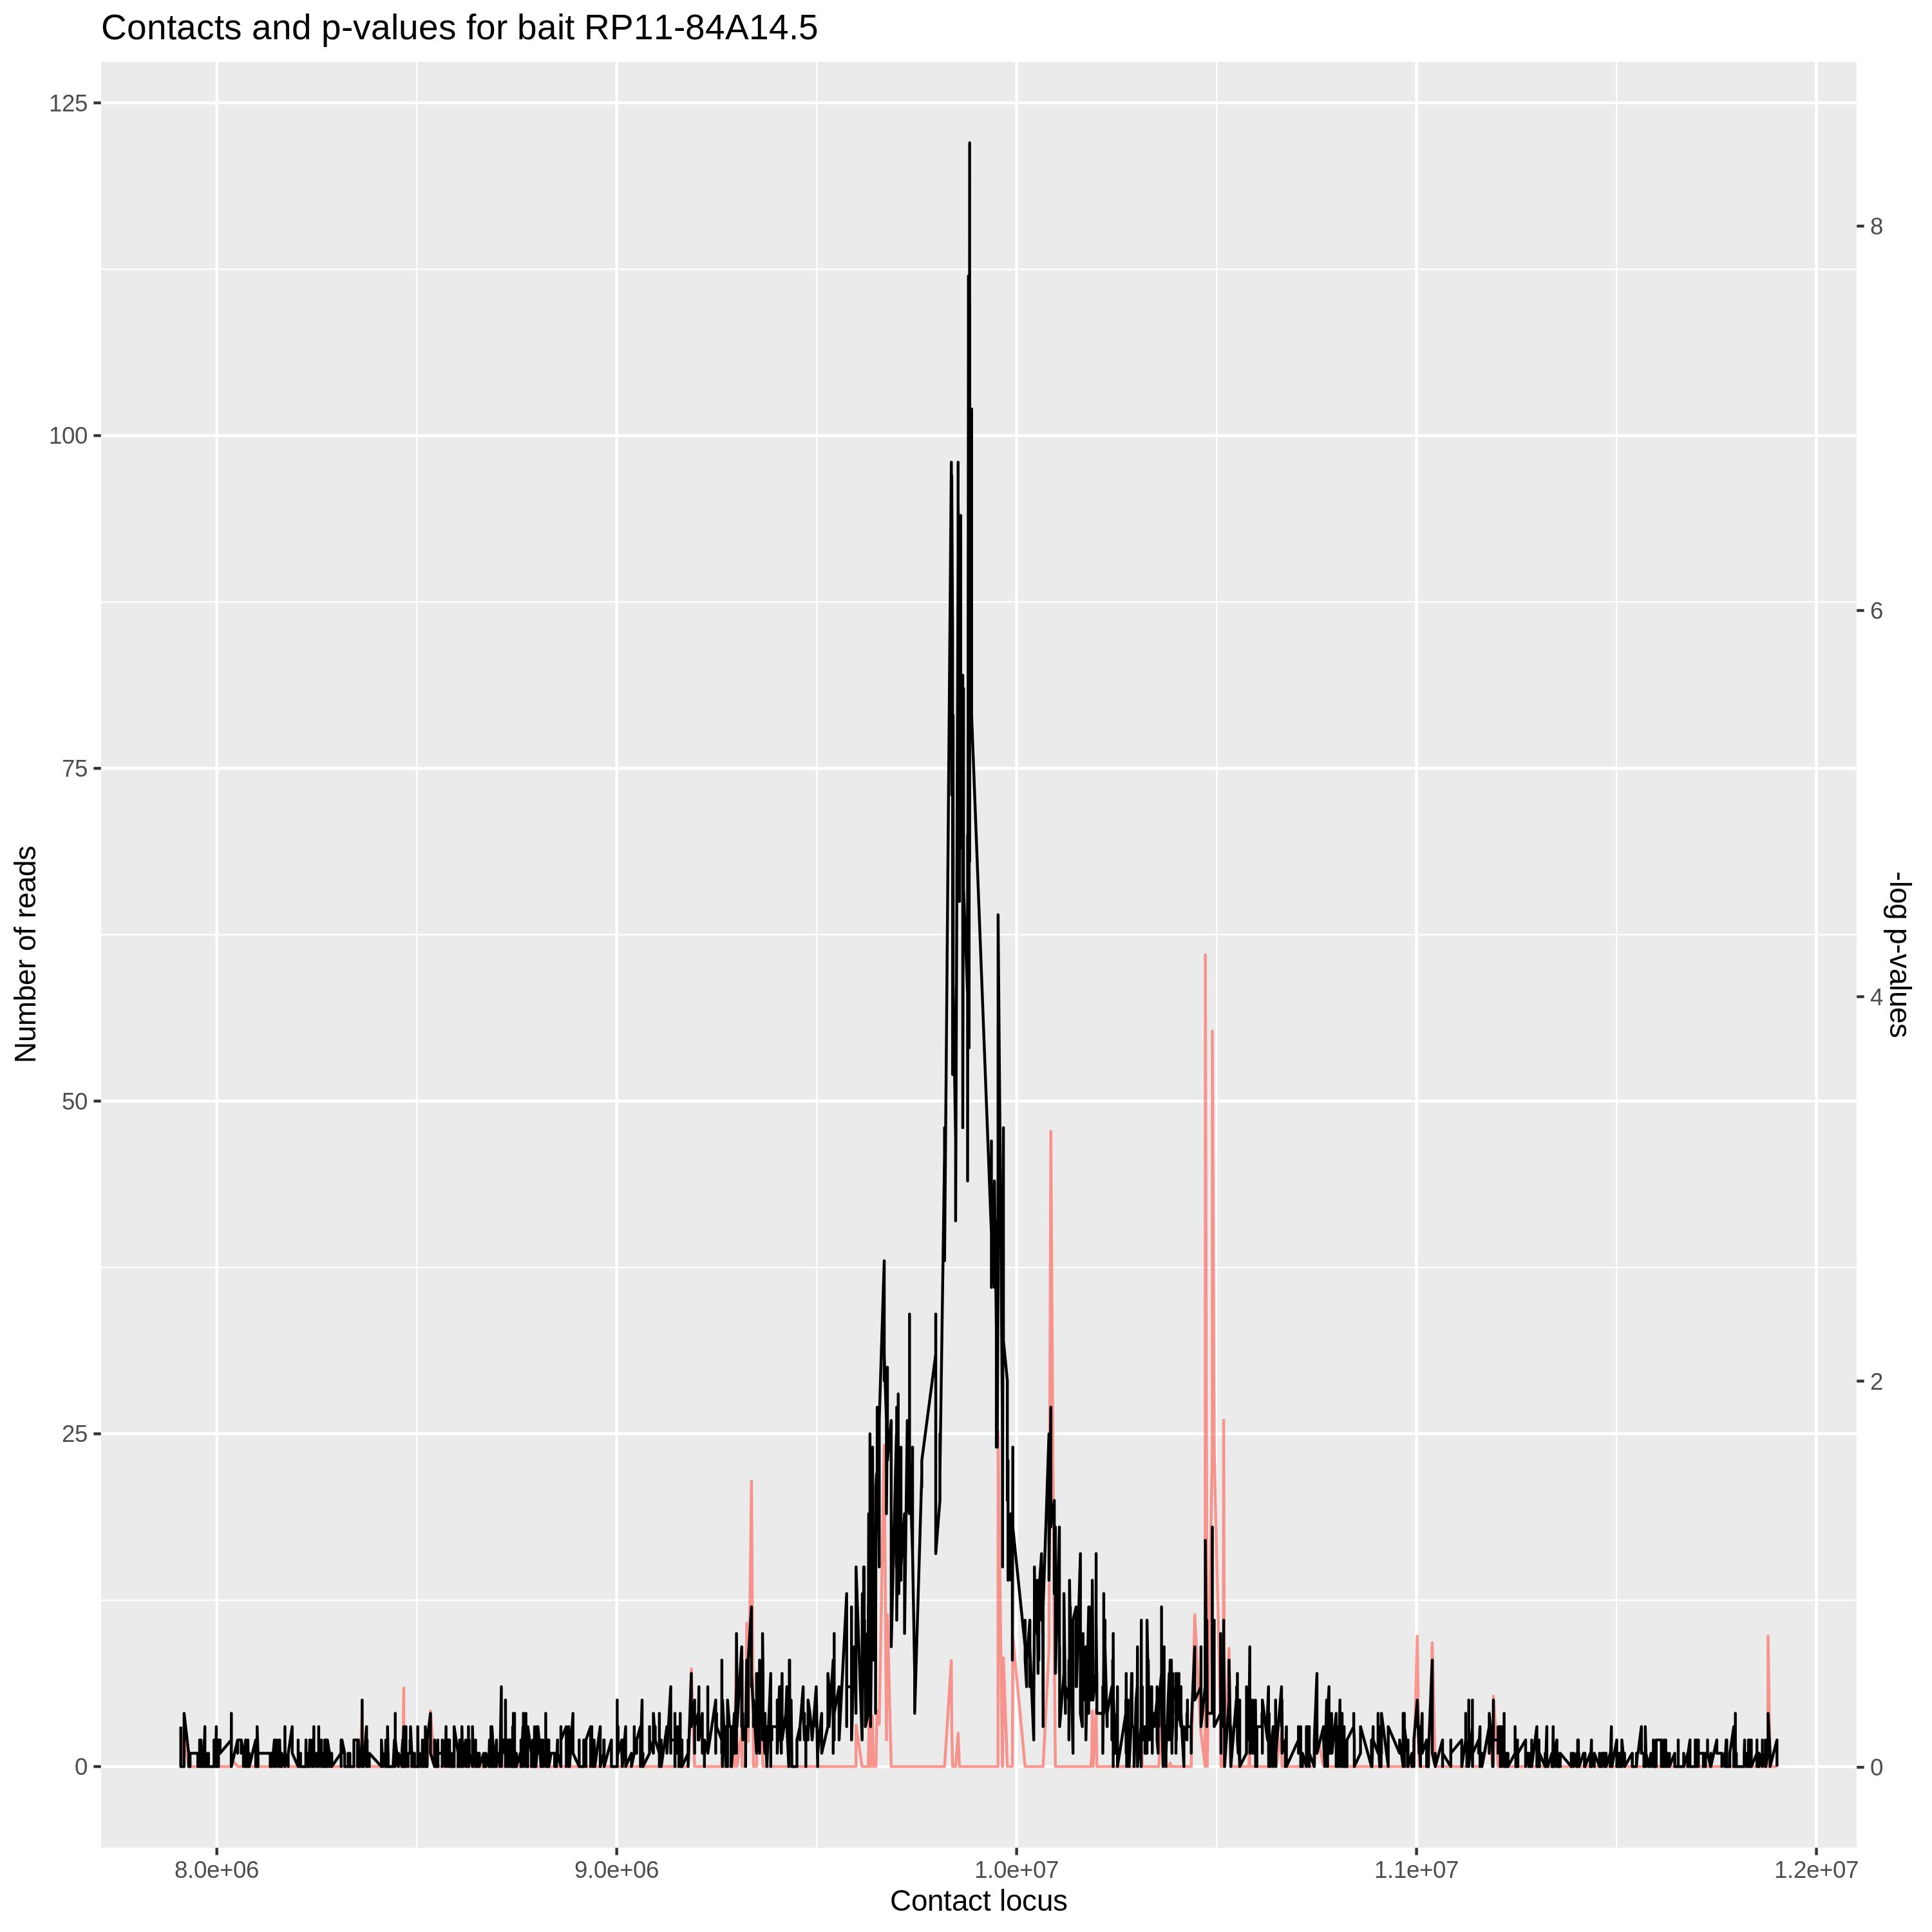 Contacts and p-values for bait RP11-84A14.5
125
100
75
50
25
0
Number of reads
8
6
4
2
0
-log p-values
8.0e+06
9.0e+06
1.0e+07
1.1e+07
1.2e+07
Contact locus